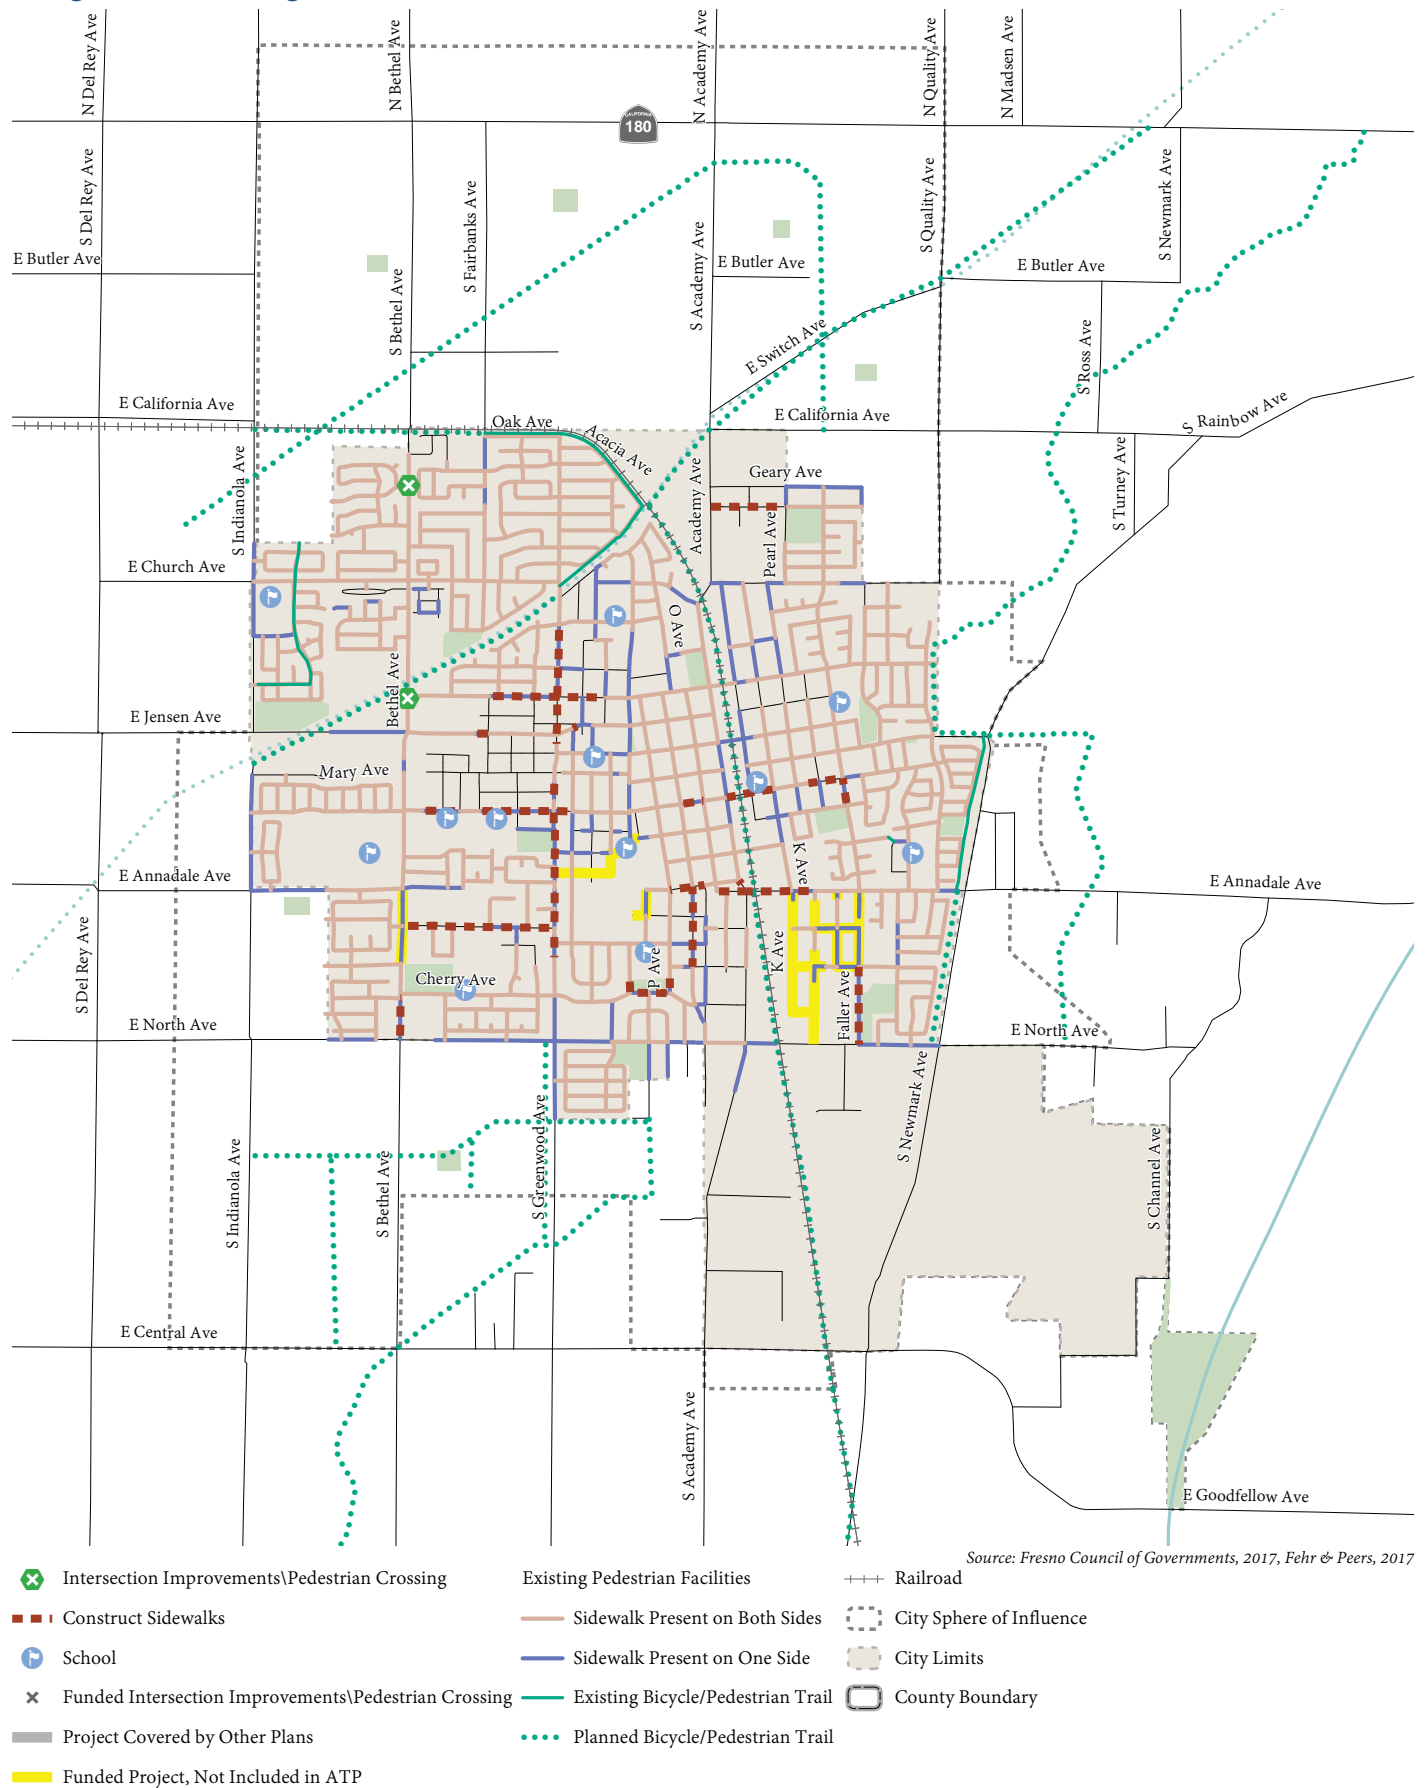 N Del Rey Ave
N Bethel Ave
N Academy Ave
N Quality Ave
N Madsen Ave
CALIFORNIA
180
S Del Rey Ave
S Fairbanks Ave
S Quality Ave
S Newmark Ave
E Butler Ave
S Bethel Ave
S Academy Ave
E Butler Ave
E Butler Ave
E Switch Ave
S Ross Ave
E California Ave
Oak Ave
Acacia Ave
E California Ave
S Rainbow Ave
S Indianola Ave
Academy Ave
Geary Ave
Pearl Ave
S Turney Ave
E Church Ave
O Ave
Bethel Ave
E Jensen Ave
Mary Ave
E Annadale Ave
K Ave
E Annadale Ave
S Del Rey Ave
Cherry Ave
P Ave
K Ave
Faller Ave
E North Ave
E North Ave
S Newmark Ave
S Indianola Ave
S Bethel Ave
S Greenwood Ave
S Channel Ave
E Central Ave
S Academy Ave
E Goodfellow Ave
Source: Fresno Council of Governments, 2017, Fehr & Peers, 2017
Intersection Improvements\Pedestrian Crossing
Construct Sidewalks
School
Funded Intersection Improvements\Pedestrian Crossing
Project Covered by Other Plans
Funded Project, Not Included in ATP
Existing Pedestrian Facilities
Sidewalk Present on Both Sides
Sidewalk Present on One Side
Existing Bicycle/Pedestrian Trail
Planned Bicycle/Pedestrian Trail
Railroad
City Sphere of Influence
City Limits
County Boundary